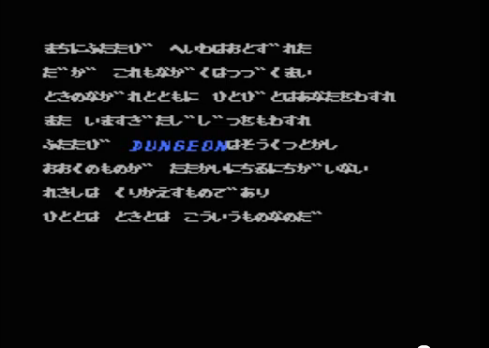 まちにふたたび へいわはおとずれた
だが これもながくはつづくまい
ときのながれとともに ひとびとはあなたをわすれ
また いますぎたしじつをもわすれ
ふたたび DUNGEONはそうくつとかし
おおくのものが たたかいにちるにちがいない
れきしは くりかえすものであり
ひととは ときとは こういうものなのだ